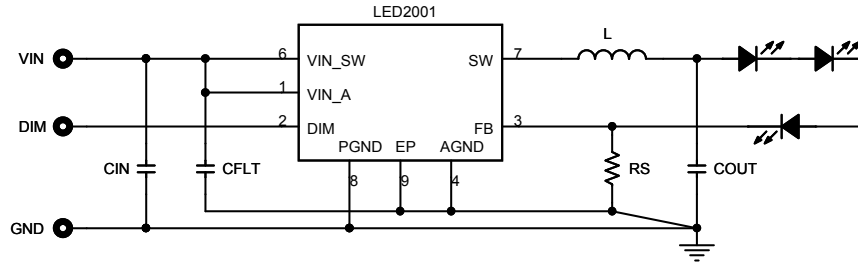 LED2001
VIN
6
VIN_SW
SW
7
L
1
VIN_A
DIM
2
DIM
FB
3
PGND
EP
AGND
CIN
CFLT
8
9
4
RS
COUT
GND